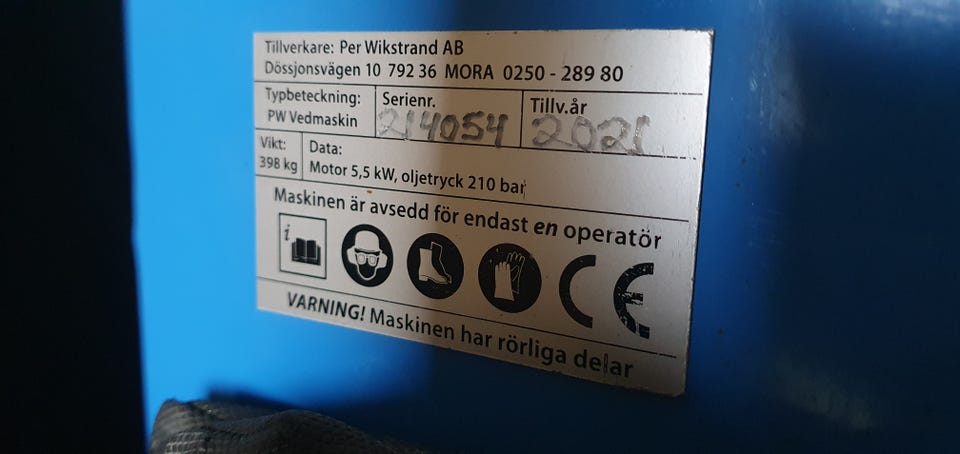 Tillverkare: Per Wikstrand AB
Dössjonsvägen 10 792 36 MORA 0250 - 289 80
Typbeteckning:
PW Vedmaskin
Serienr.
214054
Tillv.år
2021
Vikt:
398 kg
Data:
Motor 5,5 kW, oljetryck 210 bar
Maskinen är avsedd för endast en operatör
i
CE
VARNING! Maskinen har rörliga delar